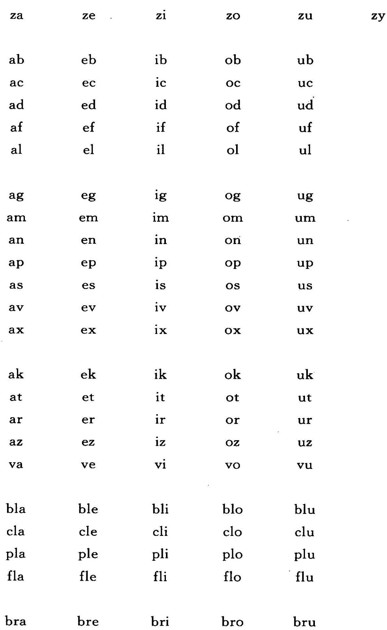 za ze zi zo zu zy
ab eb ib ob ub
ac ec ic oc uc
ad ed id od ud
af ef if of uf
al el il ol ul
ag eg ig og ug
am em im om um
an en in on un
ap ep ip op up
as es is os us
av ev iv ov uv
ax ex ix ox ux
ak ek ik ok uk
at et it ot ut
ar er ir or ur
az ez iz oz uz
va ve vi vo vu
bla ble bli blo blu
cla cle cli clo clu
pla ple pli plo plu
fla fle fli flo flu
bra bre bri bro bru